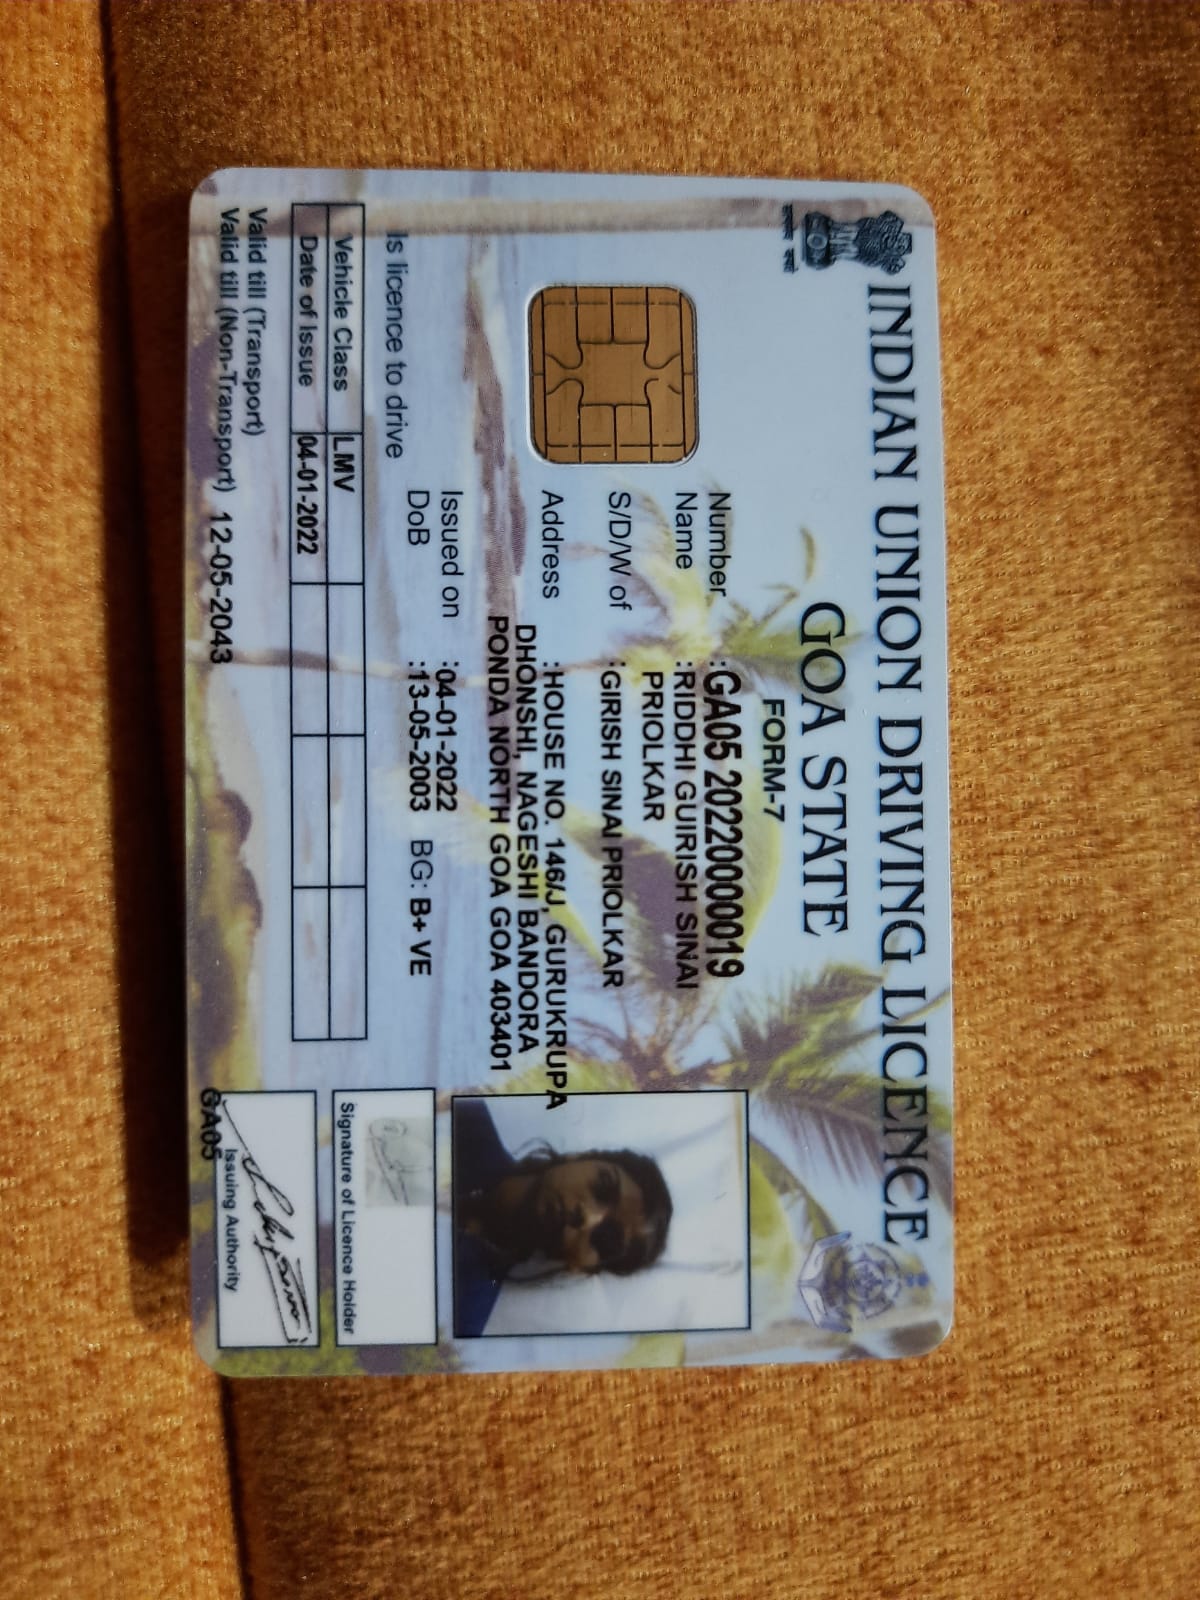 INDIAN UNION DRIVING LICENCE
GOA STATE
FORM-7
Number :GA05 20220000019
Name :RIDDHI GUIRISH SINAI
PRIOLKAR
S/D/W of :GIRISH SINAI PRIOLKAR
Address :HOUSE NO. 146/J, GURUKRUPA
DHONSHI, NAGESHI BANDORA
PONDA NORTH GOA GOA 403401
Issued on :04-01-2022
DoB :13-05-2003 BG: B+ VE
Is licence to drive
Vehicle Class LMV
Date of Issue 04-01-2022
Valid till (Transport)
Valid till (Non-Transport) 12-05-2043
Signature of Licence Holder
Issuing Authority
GA05